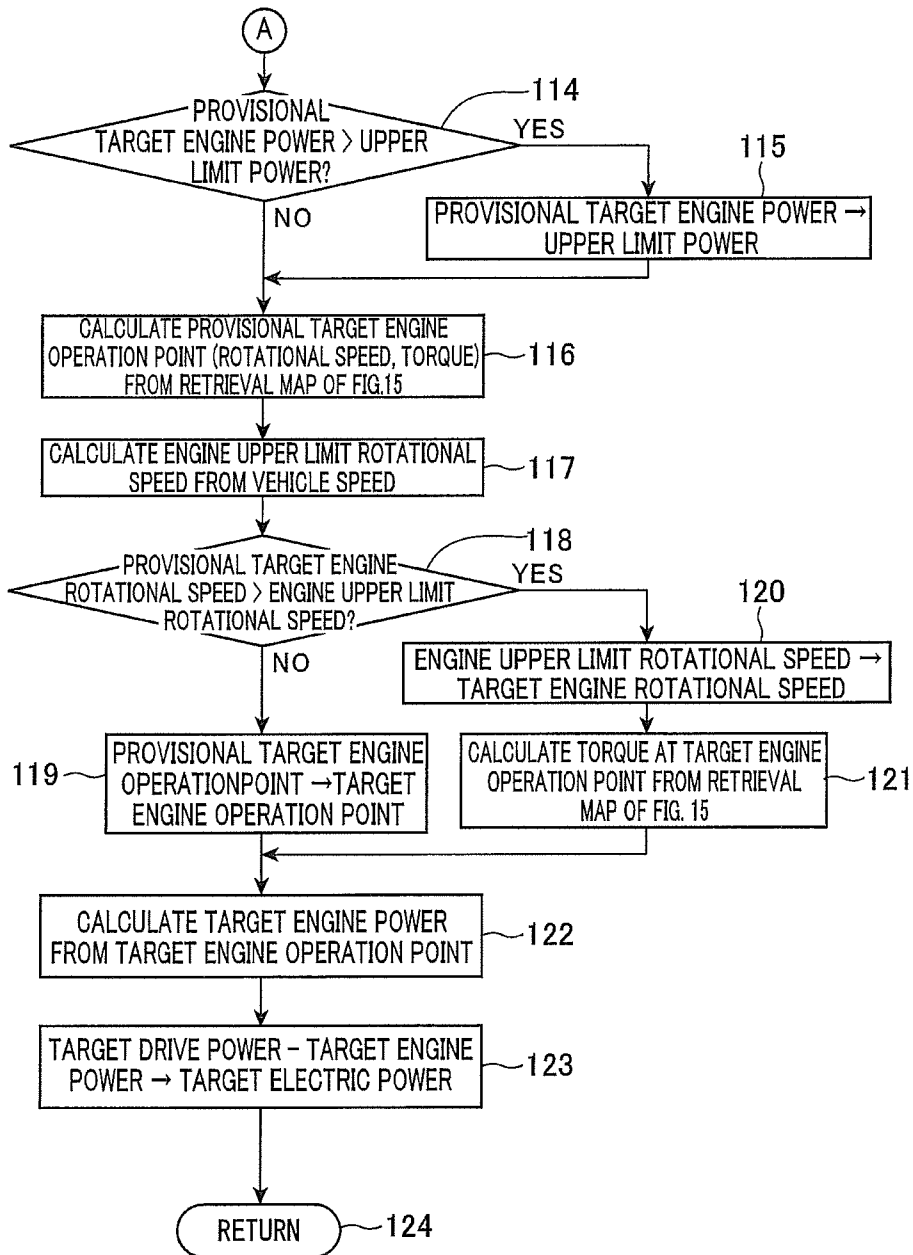 A
PROVISIONAL
TARGET ENGINE POWER > UPPER
LIMIT POWER?
114
YES
NO
115
PROVISIONAL TARGET ENGINE POWER →
UPPER LIMIT POWER
CALCULATE PROVISIONAL TARGET ENGINE
OPERATION POINT (ROTATIONAL SPEED, TORQUE)
FROM RETRIEVAL MAP OF FIG.15
116
CALCULATE ENGINE UPPER LIMIT ROTATIONAL
SPEED FROM VEHICLE SPEED
117
PROVISIONAL TARGET ENGINE
ROTATIONAL SPEED > ENGINE UPPER LIMIT
ROTATIONAL SPEED?
118
YES
NO
120
ENGINE UPPER LIMIT ROTATIONAL SPEED →
TARGET ENGINE ROTATIONAL SPEED
119
PROVISIONAL TARGET ENGINE
OPERATIONPOINT →TARGET
ENGINE OPERATION POINT
CALCULATE TORQUE AT TARGET ENGINE
OPERATION POINT FROM RETRIEVAL
MAP OF FIG. 15
121
CALCULATE TARGET ENGINE POWER
FROM TARGET ENGINE OPERATION POINT
122
TARGET DRIVE POWER − TARGET ENGINE
POWER → TARGET ELECTRIC POWER
123
RETURN
124